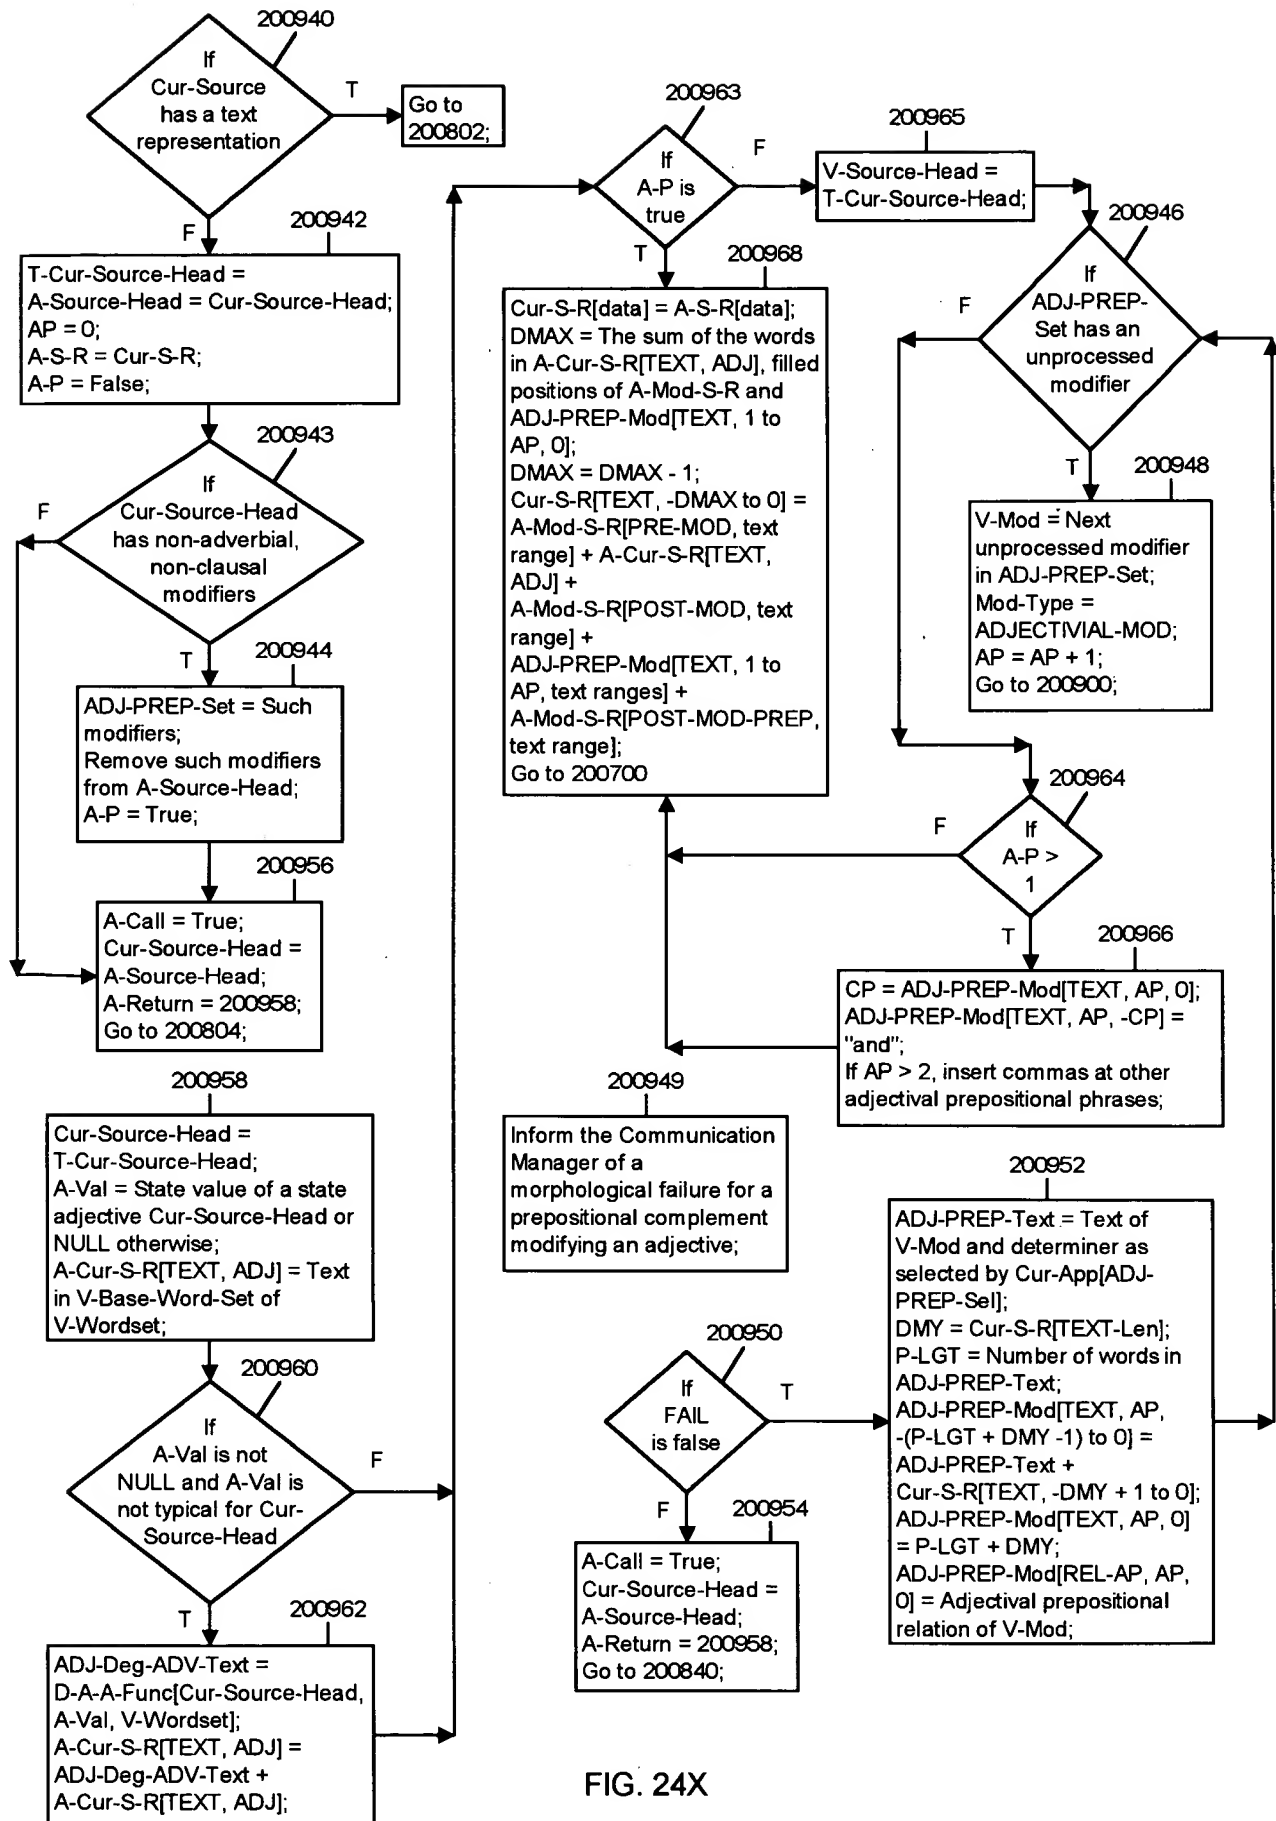 200940
If
Cur-Source
has a text
representation
T
Go to
200802;
F
200942
T-Cur-Source-Head =
A-Source-Head = Cur-Source-Head;
AP = 0;
A-S-R = Cur-S-R;
A-P = False;
200943
If
Cur-Source-Head
has non-adverbial,
non-clausal
modifiers
F
T
200944
ADJ-PREP-Set = Such
modifiers;
Remove such modifiers
from A-Source-Head;
A-P = True;
200956
A-Call = True;
Cur-Source-Head =
A-Source-Head;
A-Return = 200958;
Go to 200804;
200958
Cur-Source-Head =
T-Cur-Source-Head;
A-Val = State value of a state
adjective Cur-Source-Head or
NULL otherwise;
A-Cur-S-R[TEXT, ADJ] = Text
in V-Base-Word-Set of
V-Wordset;
200960
If
A-Val is not
NULL and A-Val is
not typical for Cur-
Source-Head
F
T
200962
ADJ-Deg-ADV-Text =
D-A-A-Func[Cur-Source-Head,
A-Val, V-Wordset];
A-Cur-S-R[TEXT, ADJ] =
ADJ-Deg-ADV-Text +
A-Cur-S-R[TEXT, ADJ];
200963
If
A-P is
true
F
T
200965
V-Source-Head =
T-Cur-Source-Head;
200968
Cur-S-R[data] = A-S-R[data];
DMAX = The sum of the words
in A-Cur-S-R[TEXT, ADJ], filled
positions of A-Mod-S-R and
ADJ-PREP-Mod[TEXT, 1 to
AP, 0];
DMAX = DMAX - 1;
Cur-S-R[TEXT, -DMAX to 0] =
A-Mod-S-R[PRE-MOD, text
range] + A-Cur-S-R[TEXT,
ADJ] +
A-Mod-S-R[POST-MOD, text
range] +
ADJ-PREP-Mod[TEXT, 1 to
AP, text ranges] +
A-Mod-S-R[POST-MOD-PREP,
text range];
Go to 200700
200946
If
ADJ-PREP-
Set has an
unprocessed
modifier
F
T
200948
V-Mod = Next
unprocessed modifier
in ADJ-PREP-Set;
Mod-Type =
ADJECTIVIAL-MOD;
AP = AP + 1;
Go to 200900;
200964
If
A-P >
1
F
T
200966
CP = ADJ-PREP-Mod[TEXT, AP, 0];
ADJ-PREP-Mod[TEXT, AP, -CP] =
"and";
If AP > 2, insert commas at other
adjectival prepositional phrases;
200949
Inform the Communication
Manager of a
morphological failure for a
prepositional complement
modifying an adjective;
200950
If
FAIL
is false
T
F
200954
A-Call = True;
Cur-Source-Head =
A-Source-Head;
A-Return = 200958;
Go to 200840;
200952
ADJ-PREP-Text = Text of
V-Mod and determiner as
selected by Cur-App[ADJ-
PREP-Sel];
DMY = Cur-S-R[TEXT-Len];
P-LGT = Number of words in
ADJ-PREP-Text;
ADJ-PREP-Mod[TEXT, AP,
-(P-LGT + DMY -1) to 0] =
ADJ-PREP-Text +
Cur-S-R[TEXT, -DMY + 1 to 0];
ADJ-PREP-Mod[TEXT, AP, 0]
= P-LGT + DMY;
ADJ-PREP-Mod[REL-AP, AP,
0] = Adjectival prepositional
relation of V-Mod;
FIG. 24X